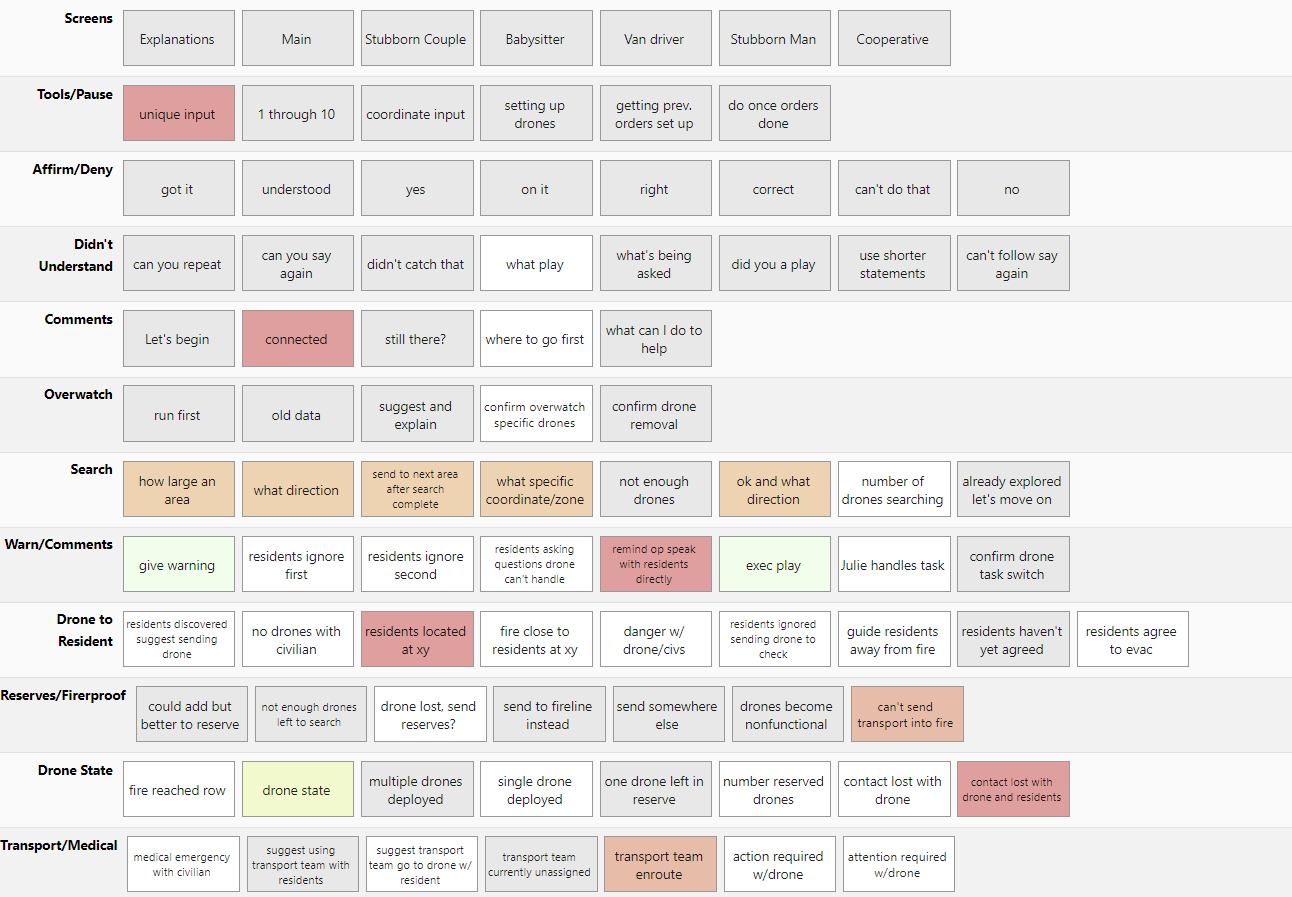 Screens
Explanations
Main
Stubborn Couple
Babysitter
Van driver
Stubborn Man
Cooperative
Tools/Pause
unique input
1 through 10
coordinate input
setting up
drones
getting prev.
orders set up
do once orders
done
Affirm/Deny
got it
understood
yes
on it
right
correct
can't do that
no
Didn't
Understand
can you repeat
can you say
again
didn't catch that
what play
what's being
asked
did you a play
use shorter
statements
can't follow say
again
Comments
Let's begin
connected
still there?
where to go first
what can I do to
help
Overwatch
run first
old data
suggest and
explain
confirm overwatch
specific drones
confirm drone
removal
Search
how large an
area
what direction
send to next area
after search
complete
what specific
coordinate/zone
not enough
drones
ok and what
direction
number of
drones searching
already explored
let's move on
Warn/Comments
give warning
residents ignore
first
residents ignore
second
residents asking
questions drone
can't handle
remind op speak
with residents
directly
exec play
Julie handles task
confirm drone
task switch
Drone to
Resident
residents discovered
suggest sending
drone
no drones with
civilian
residents located
at xy
fire close to
residents at xy
danger w/
drone/civs
residents ignored
sending drone to
check
guide residents
away from fire
residents haven't
yet agreed
residents agree
to evac
Reserves/Firerproof
could add but
better to reserve
not enough drones
left to search
drone lost, send
reserves?
send to fireline
instead
send somewhere
else
drones become
nonfunctional
can't send
transport into fire
Drone State
fire reached row
drone state
multiple drones
deployed
single drone
deployed
one drone left in
reserve
number reserved
drones
contact lost with
drone
contact lost with
drone and residents
Transport/Medical
medical emergency
with civilian
suggest using
transport team with
residents
suggest transport
team go to drone w/
resident
transport team
currently unassigned
transport team
enroute
action required
w/drone
attention required
w/drone